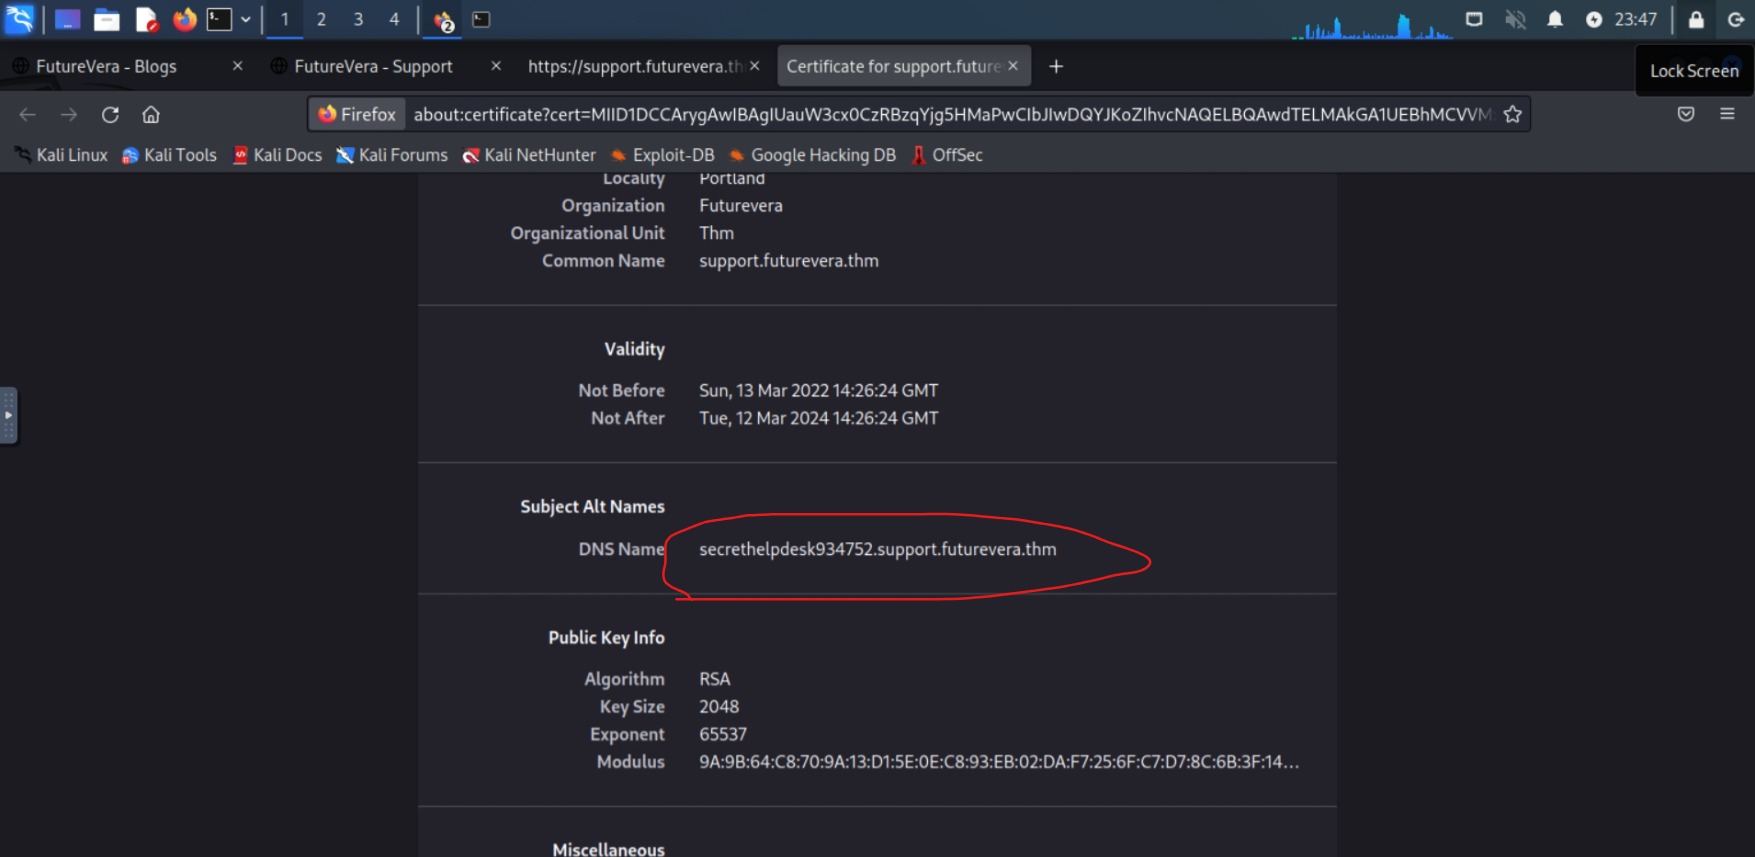 1 2 3 4 2 23:47
FutureVera - Blogs × FutureVera - Support × https://support.futurevera.th × Certificate for support.future × +
Lock Screen
Firefox about:certificate?cert=MIID1DCCArygAwIBAgIUauW3cx0CzRBzqYjg5HMaPwCIbJIwDQYJKoZIhvcNAQELBQAwdTELMAkGA1UEBhMCVVM
Kali Linux Kali Tools Kali Docs Kali Forums Kali NetHunter Exploit-DB Google Hacking DB OffSec
Locality Portland
Organization Futurevera
Organizational Unit Thm
Common Name support.futurevera.thm
Validity
Not Before Sun, 13 Mar 2022 14:26:24 GMT
Not After Tue, 12 Mar 2024 14:26:24 GMT
Subject Alt Names
DNS Name secrethelpdesk934752.support.futurevera.thm
Public Key Info
Algorithm RSA
Key Size 2048
Exponent 65537
Modulus 9A:9B:64:C8:70:9A:13:D1:5E:0E:C8:93:EB:02:DA:F7:25:6F:C7:D7:8C:6B:3F:14...
Miscellaneous